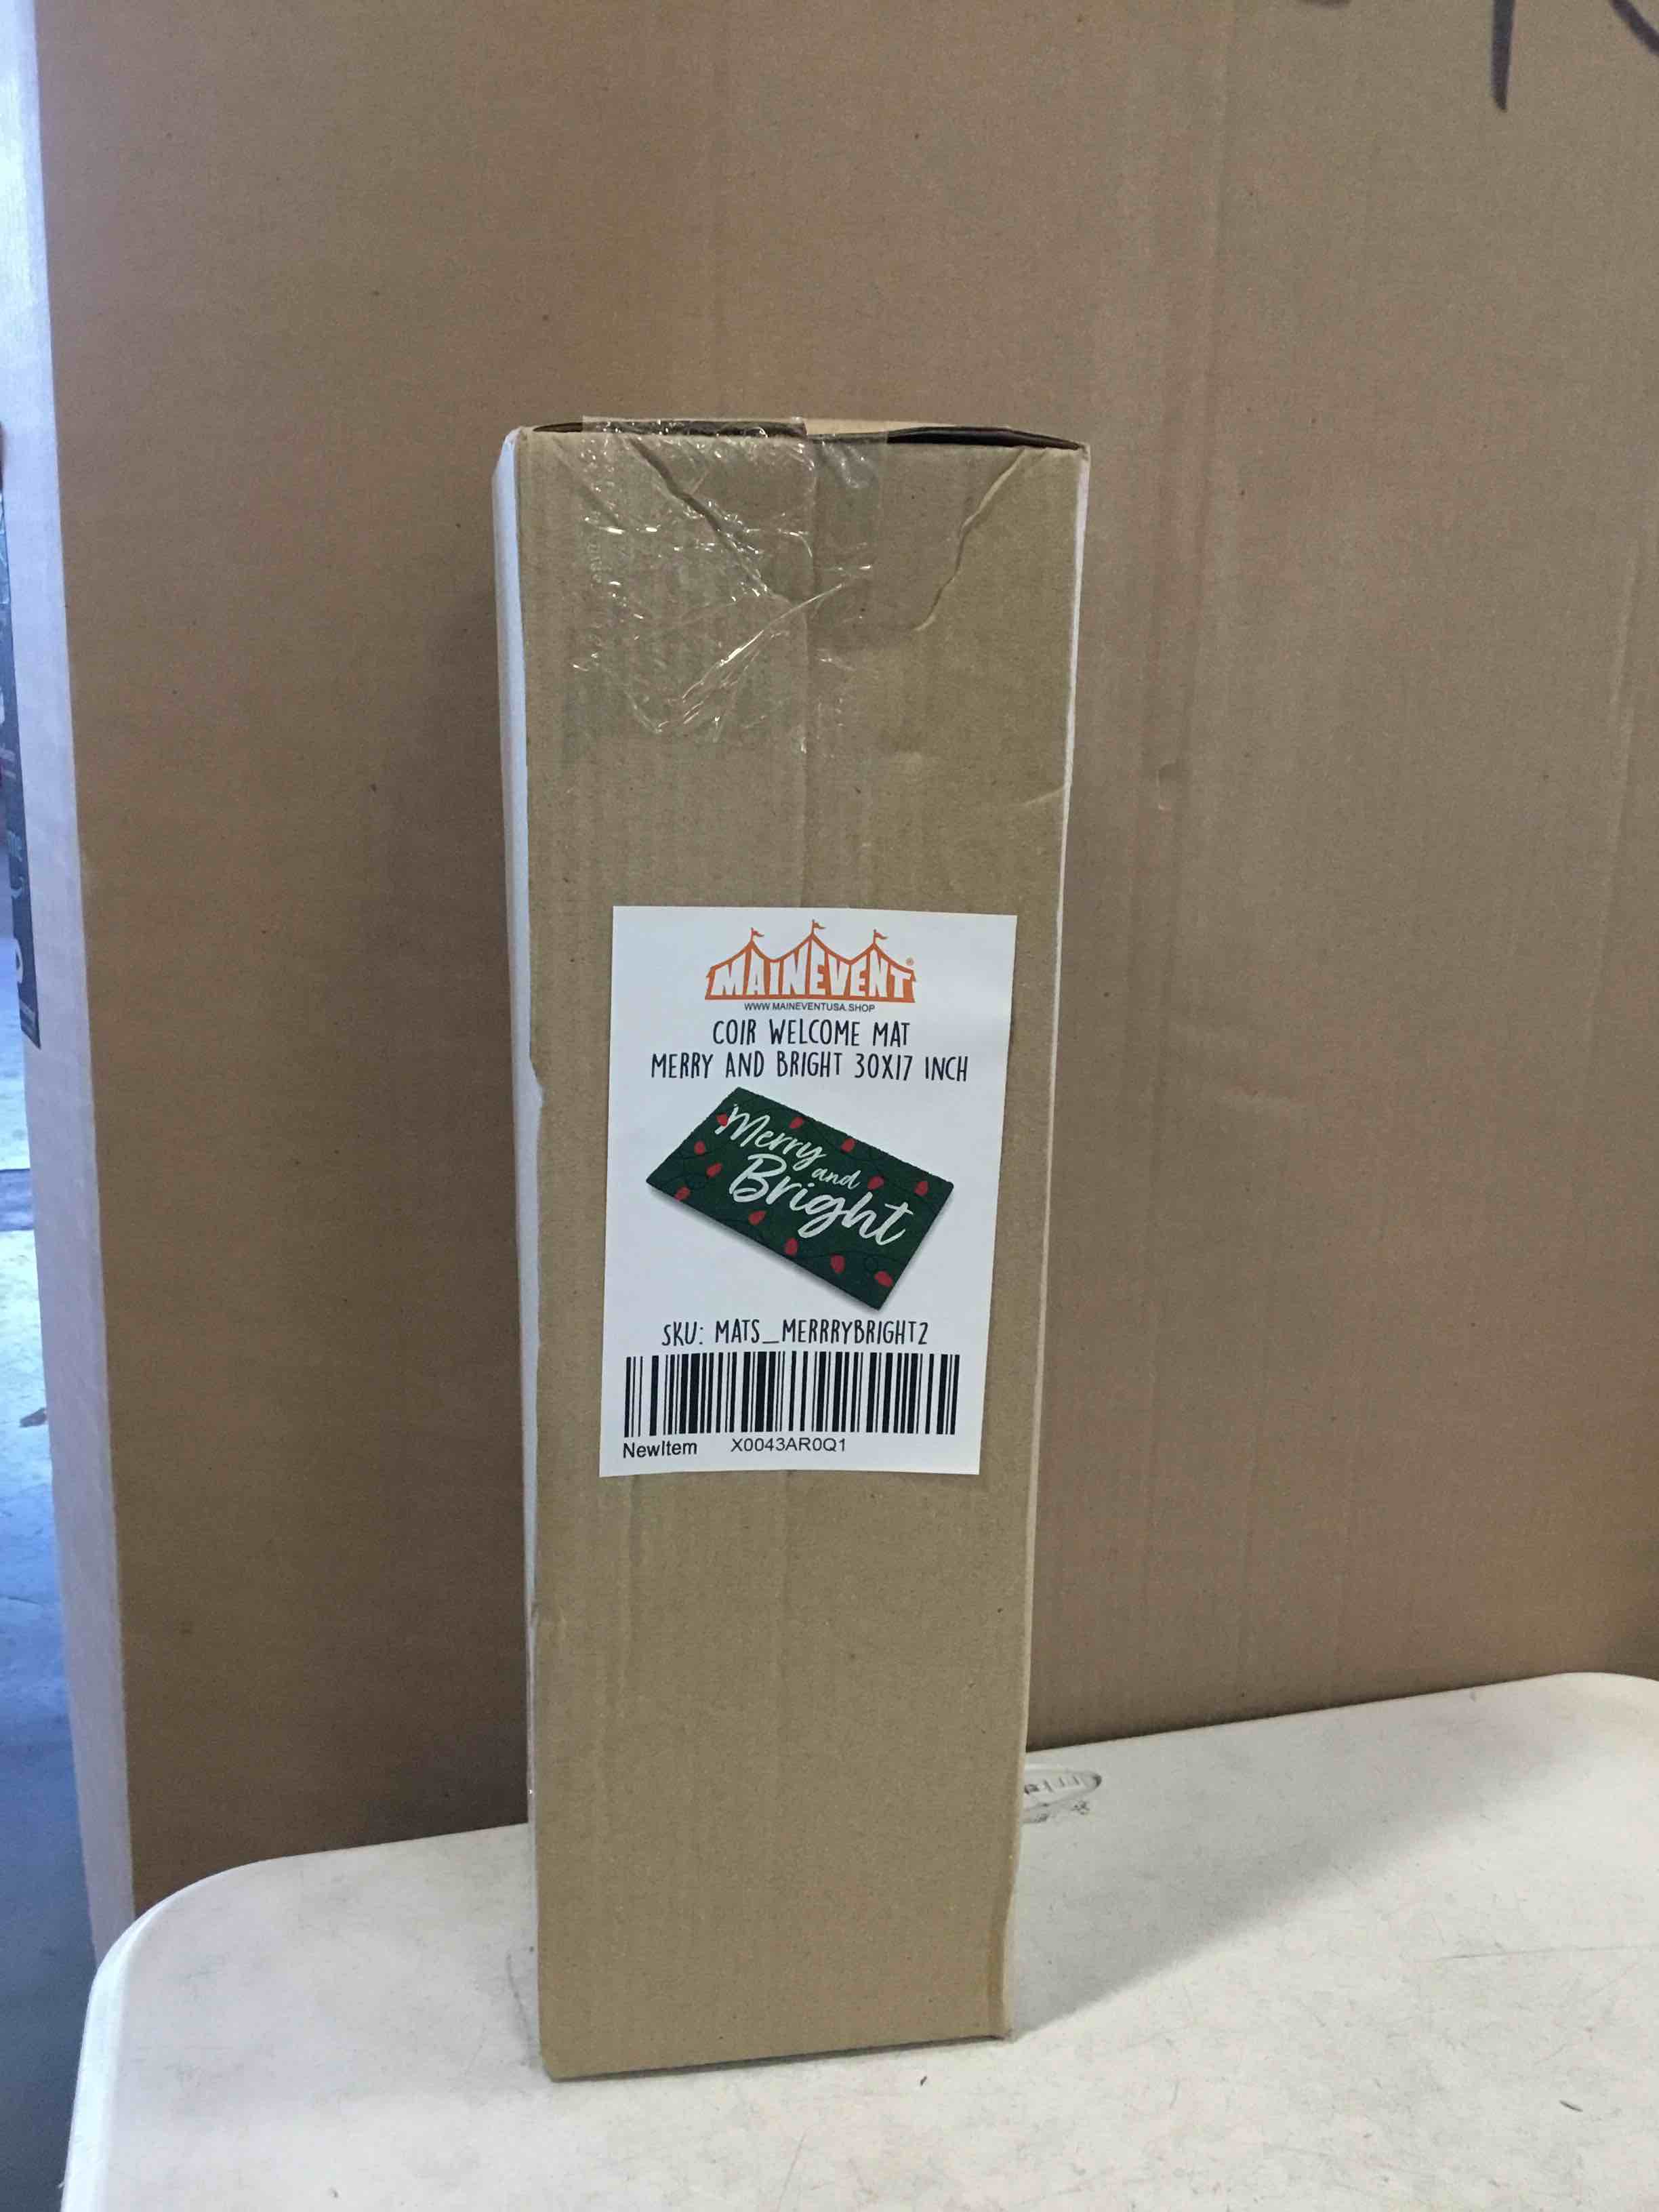 MAINEVENT®
WWW.MAINEVENTUSA.SHOP
COIR WELCOME MAT
MERRY AND BRIGHT 30X17 INCH
Merry
and
Bright
SKU: MATS_MERRRYBRIGHT2
NewItem X0043AR0Q1